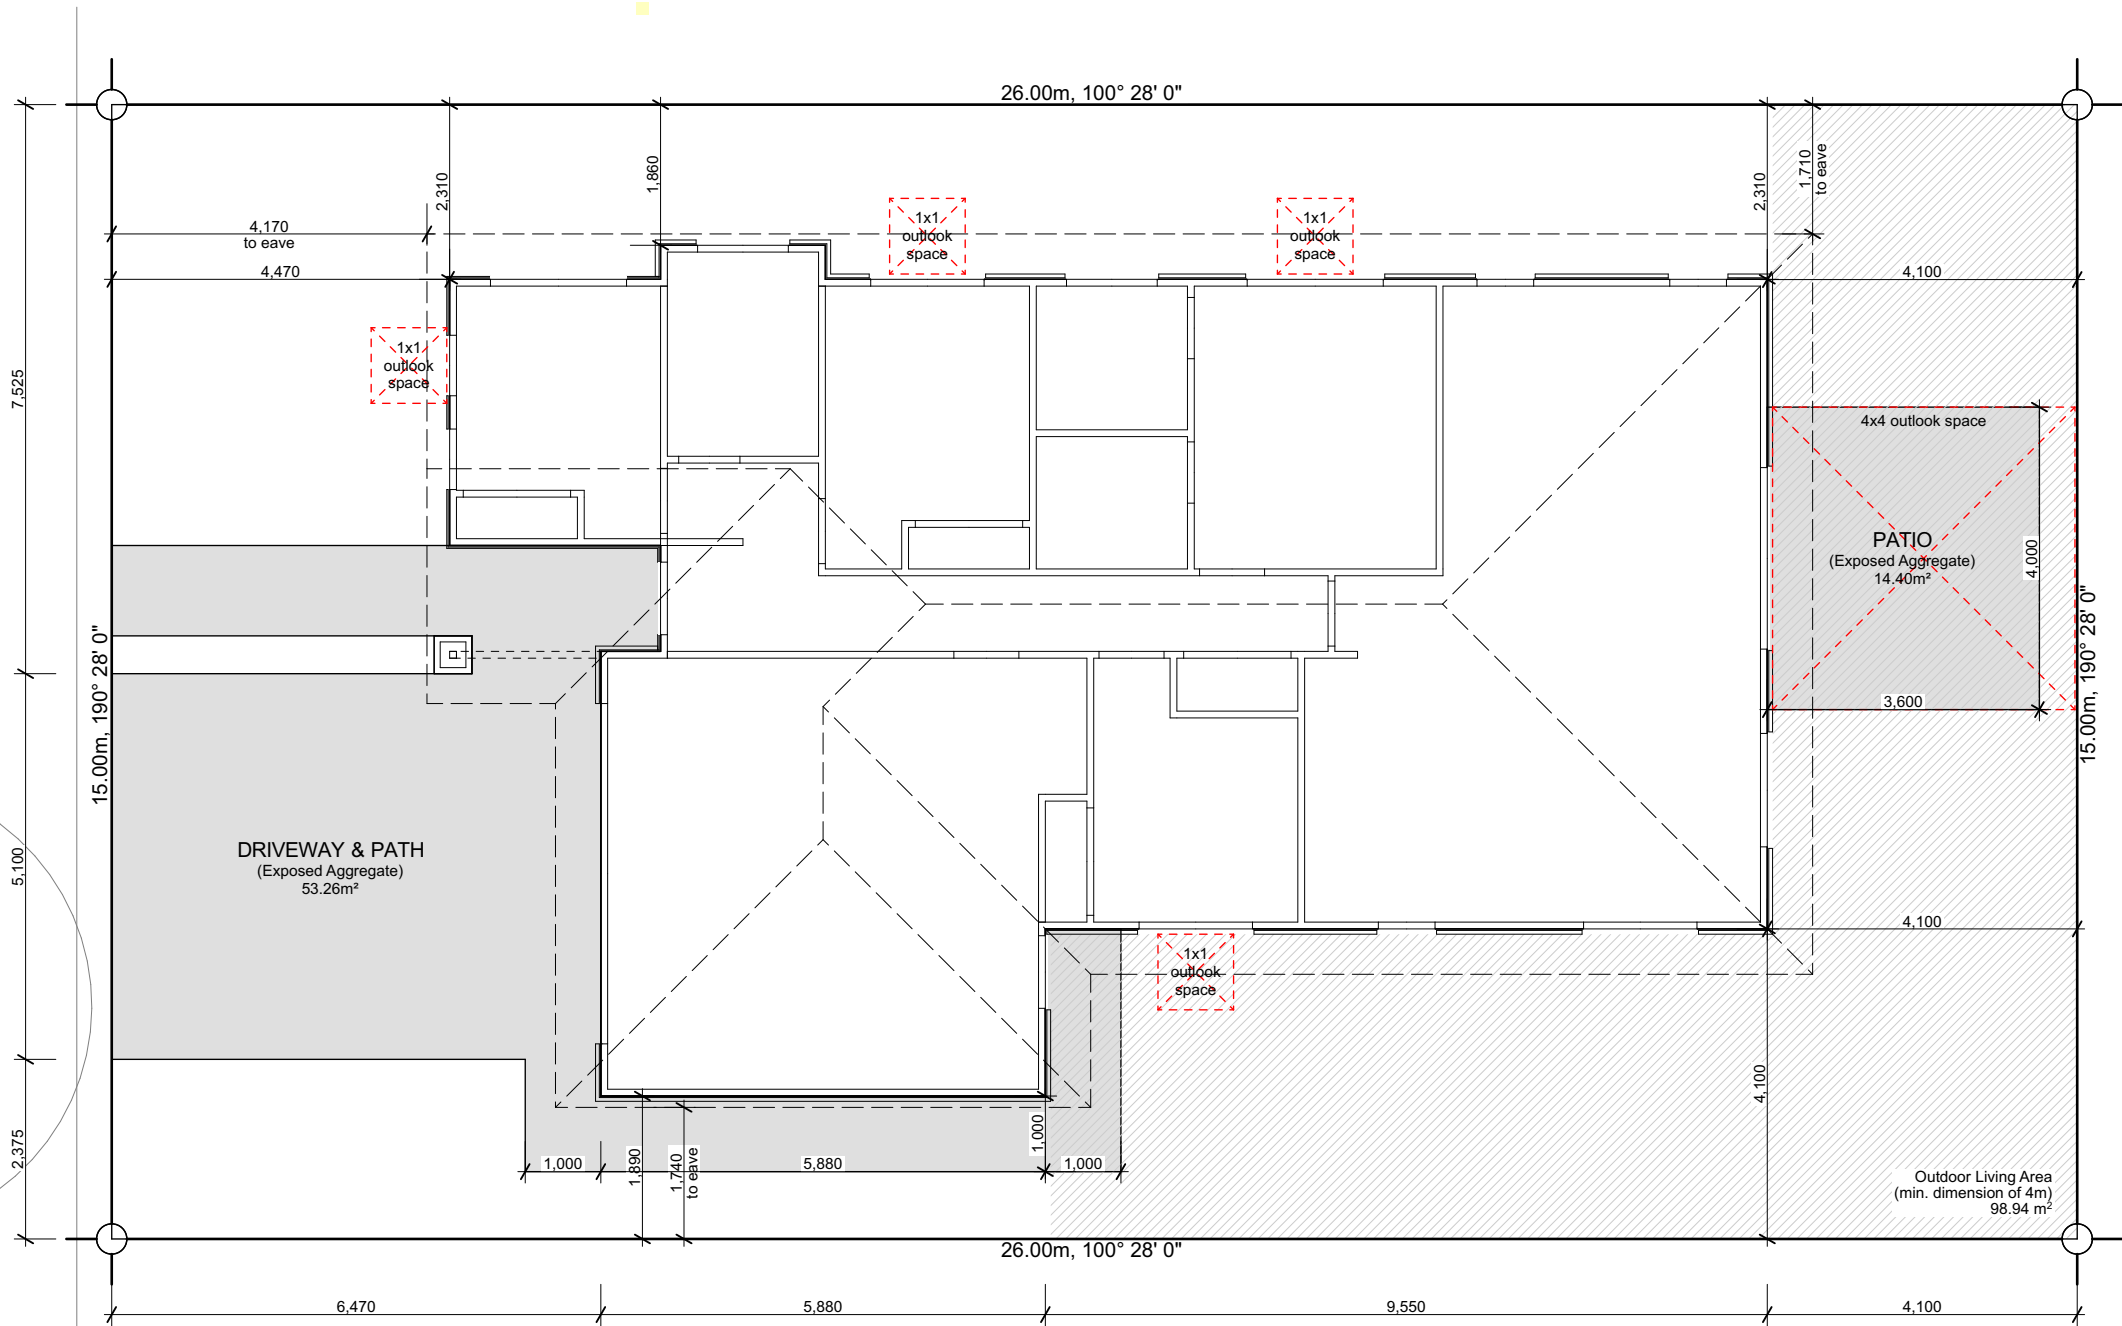 26.00m, 100° 28' 0"
2,310
1,860
2,310
1,710
to eave
4,170
to eave
4,470
4,100
1x1
outlook
space
1x1
outlook
space
1x1
outlook
space
7,525
4x4 outlook space
PATIO
(Exposed Aggregate)
14.40m²
4,000
3,600
15.00m, 190° 28' 0"
15.00m, 190° 28' 0"
DRIVEWAY & PATH
(Exposed Aggregate)
53.26m²
5,100
4,100
1x1
outlook
space
4,100
2,375
1,000
1,890
1,740
to eave
5,880
1,000
1,000
Outdoor Living Area
(min. dimension of 4m)
98.94 m²
26.00m, 100° 28' 0"
6,470
5,880
9,550
4,100